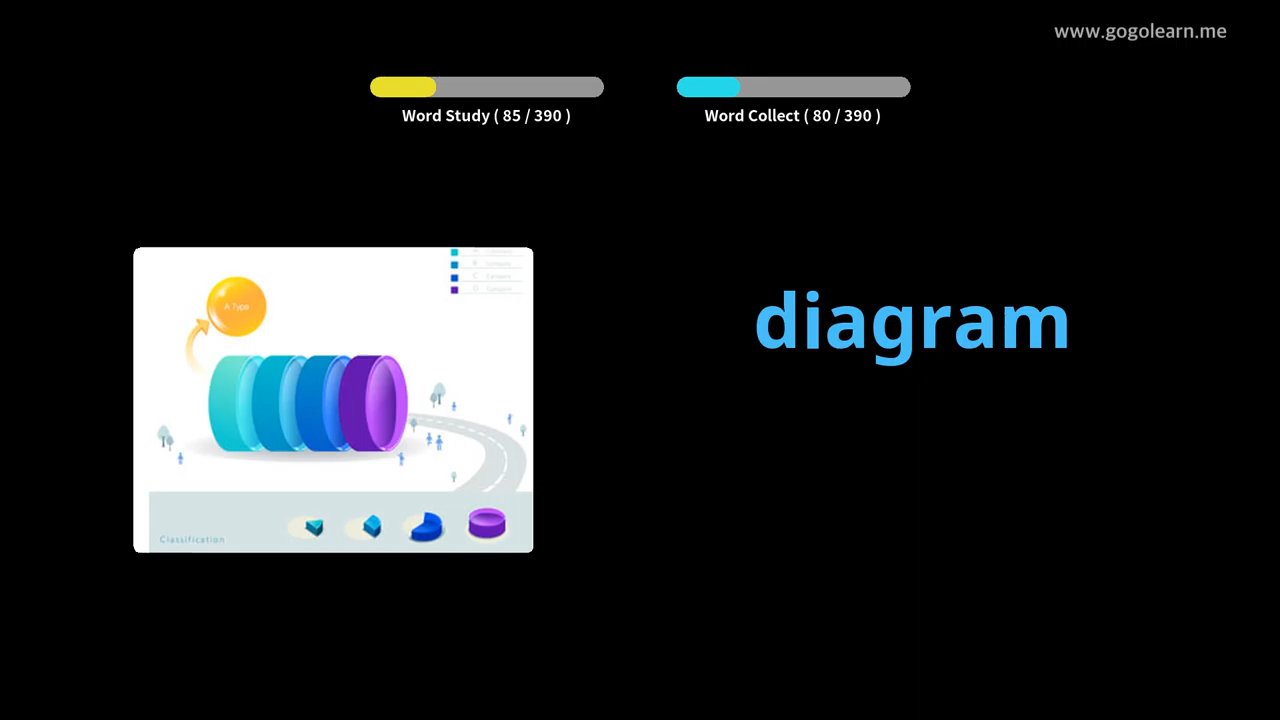 www.gogolearn.me
Word Study ( 85 / 390 )
Word Collect ( 80 / 390 )
diagram
A Type
B
C
D
Classification